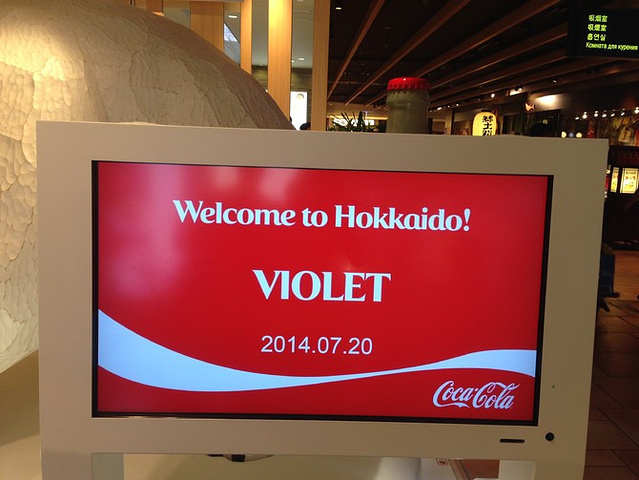 吸烟室
吸煙室
흡연실
Комната для курения
Welcome to Hokkaido!
VIOLET
2014.07.20
Coca-Cola